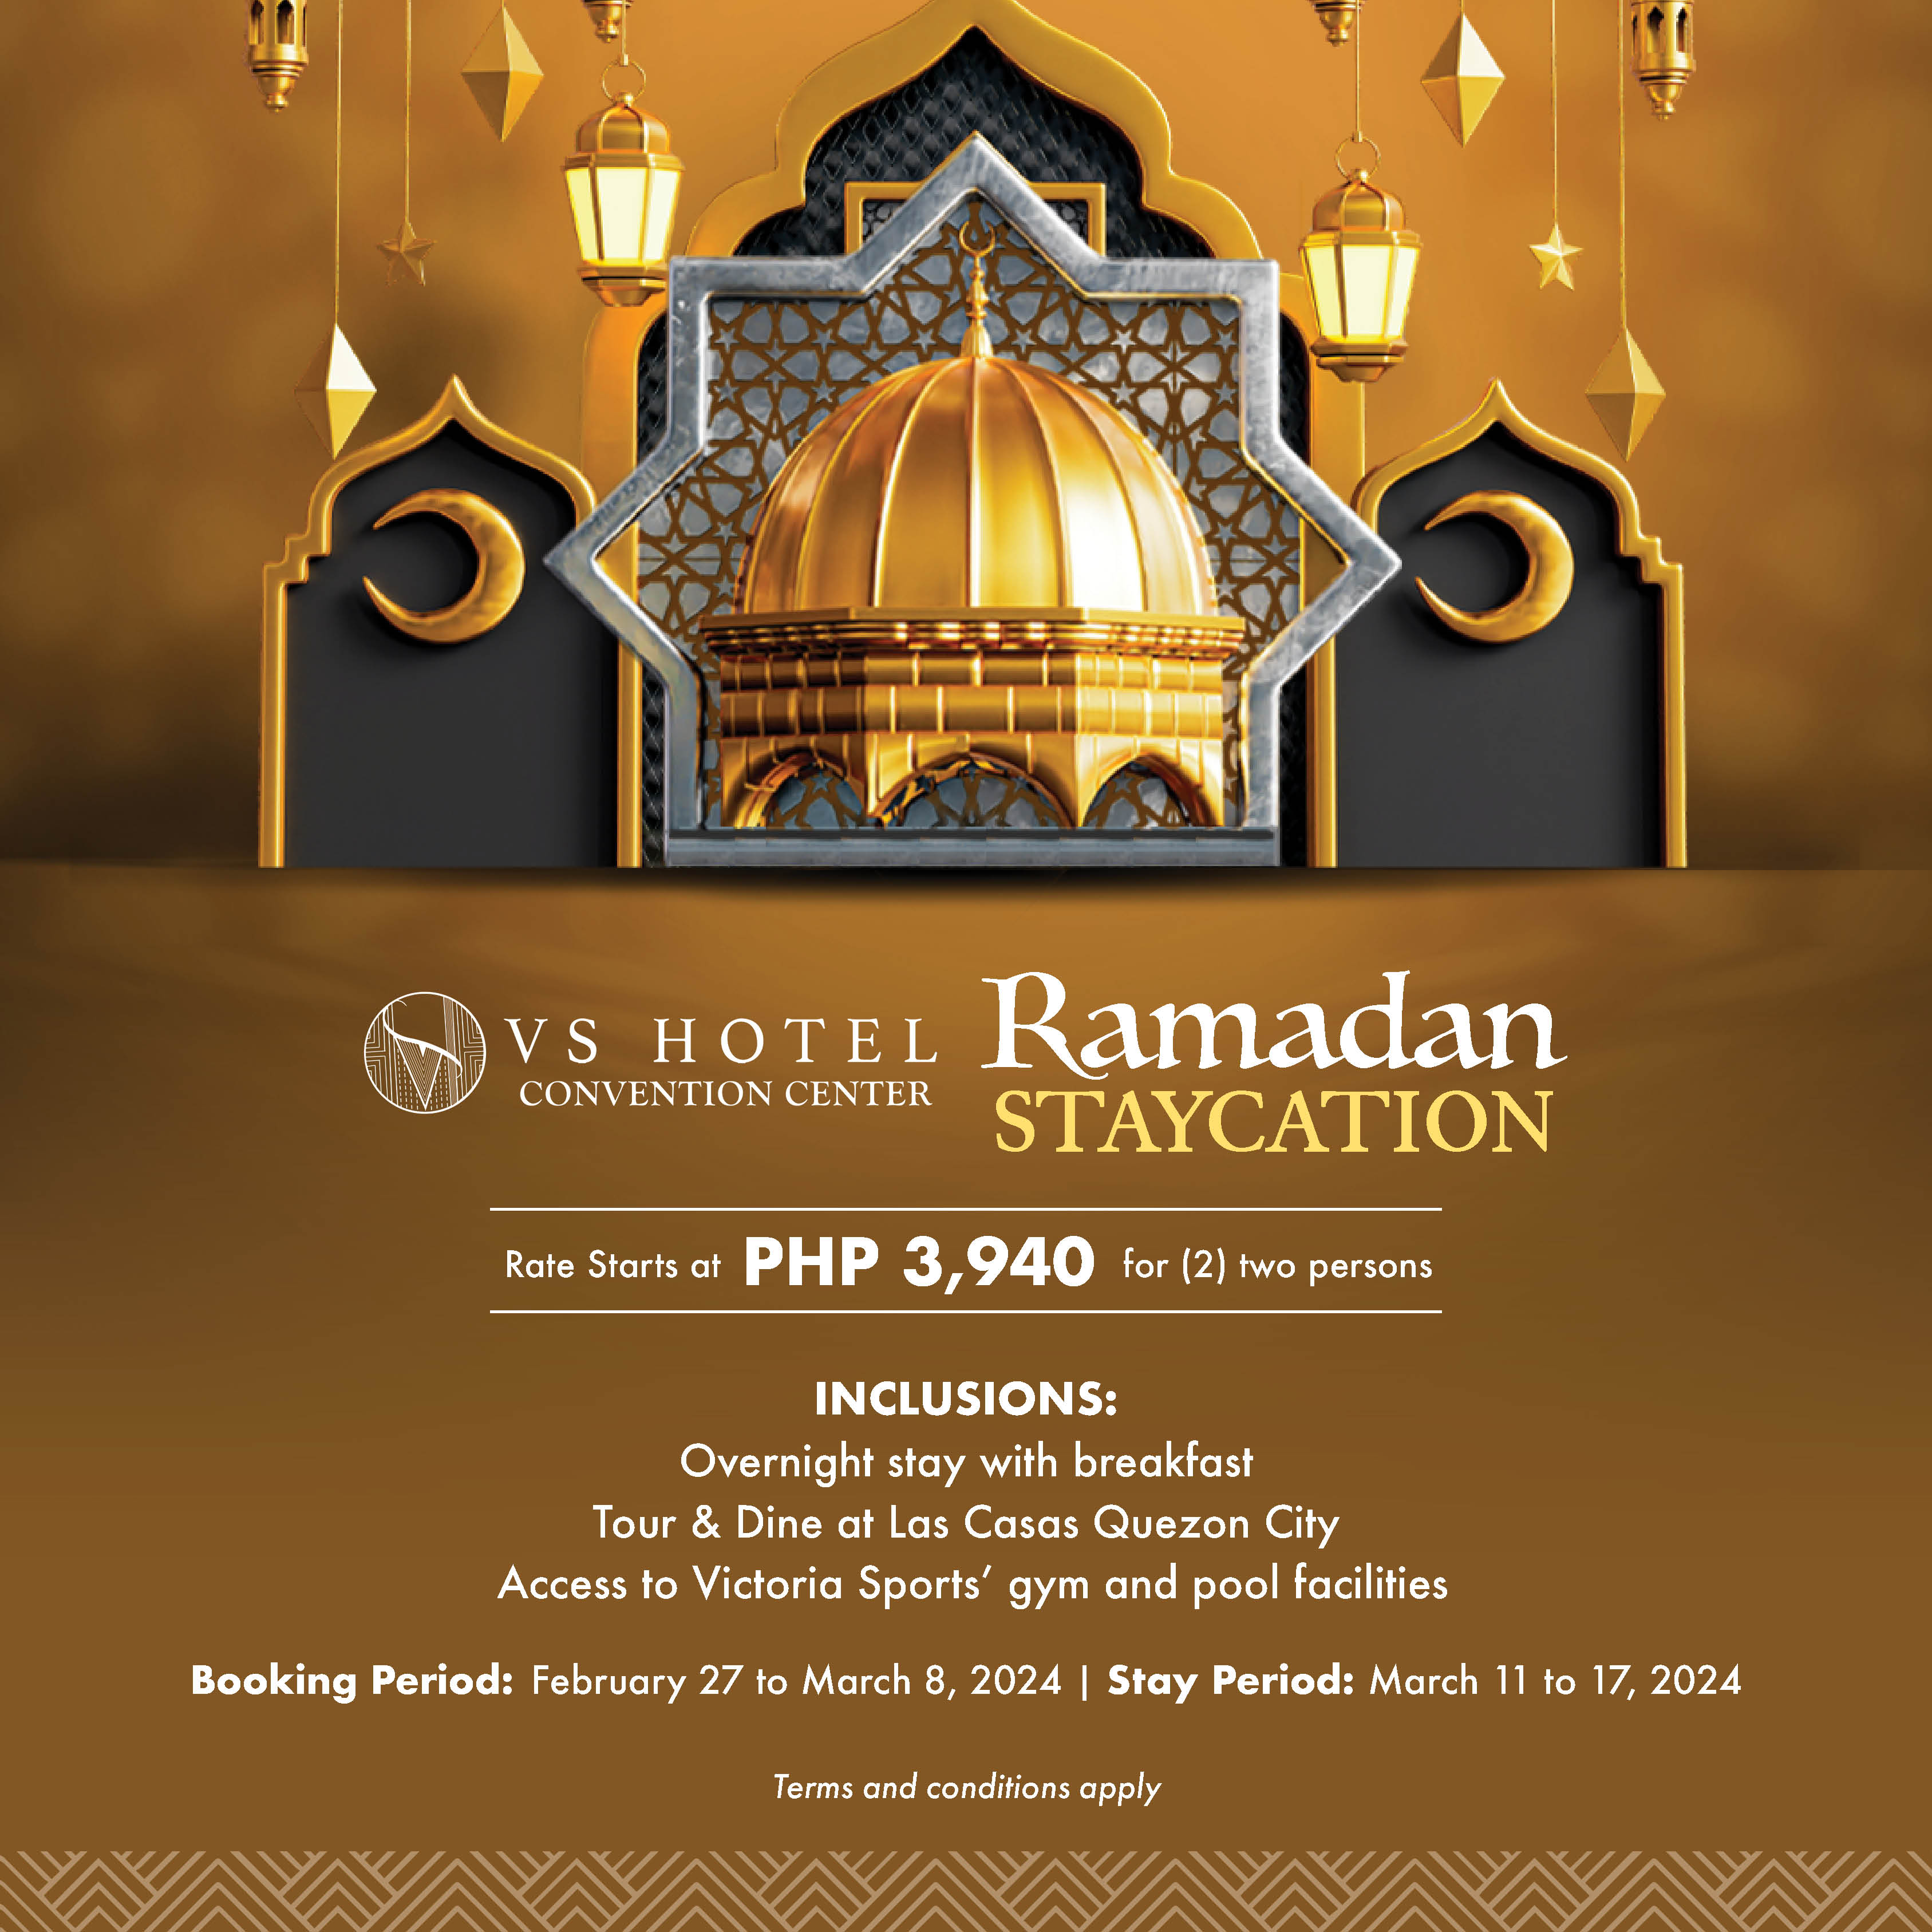 VS HOTEL
CONVENTION CENTER
Ramadan
STAYCATION
Rate Starts at PHP 3,940 for (2) two persons
INCLUSIONS:
Overnight stay with breakfast
Tour & Dine at Las Casas Quezon City
Access to Victoria Sports’ gym and pool facilities
Booking Period: February 27 to March 8, 2024 | Stay Period: March 11 to 17, 2024
Terms and conditions apply